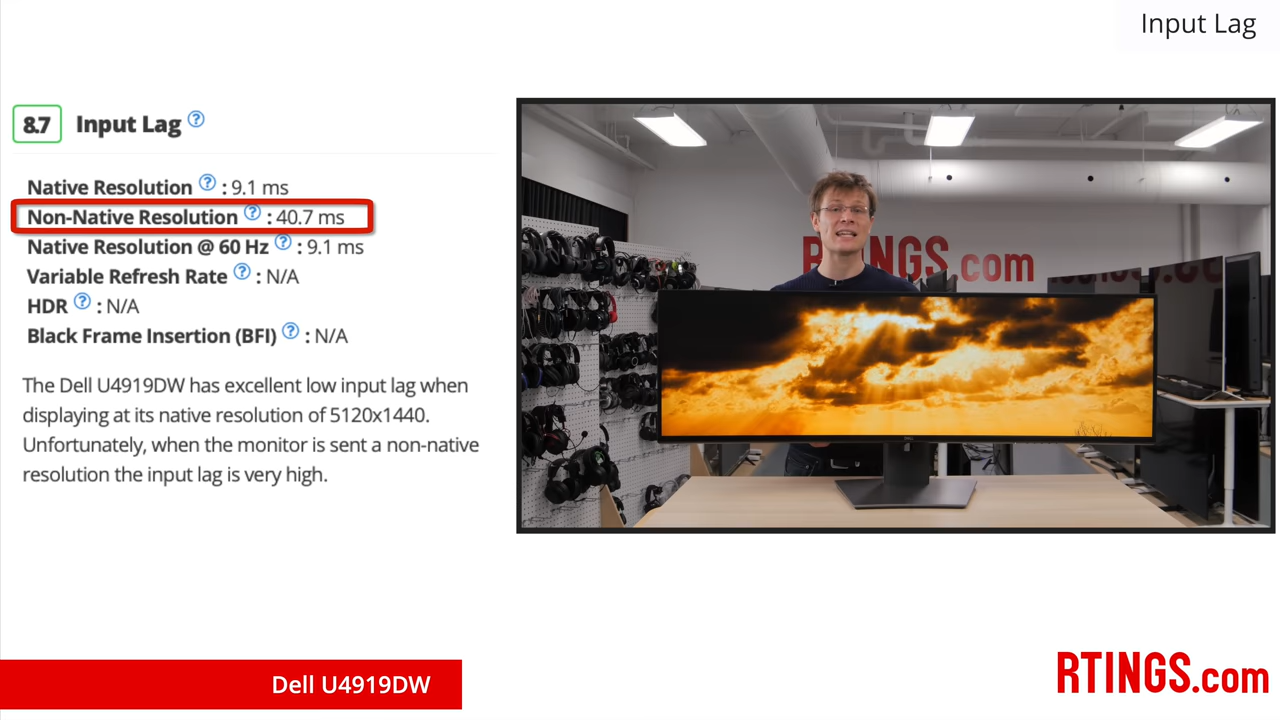 Input Lag
8.7 Input Lag ?
Native Resolution ? : 9.1 ms
Non-Native Resolution ? : 40.7 ms
Native Resolution @ 60 Hz ? : 9.1 ms
Variable Refresh Rate ? : N/A
HDR ? : N/A
Black Frame Insertion (BFI) ? : N/A
The Dell U4919DW has excellent low input lag when
displaying at its native resolution of 5120x1440.
Unfortunately, when the monitor is sent a non-native
resolution the input lag is very high.
RTINGS.com
DELL
Dell U4919DW
RTINGS.com